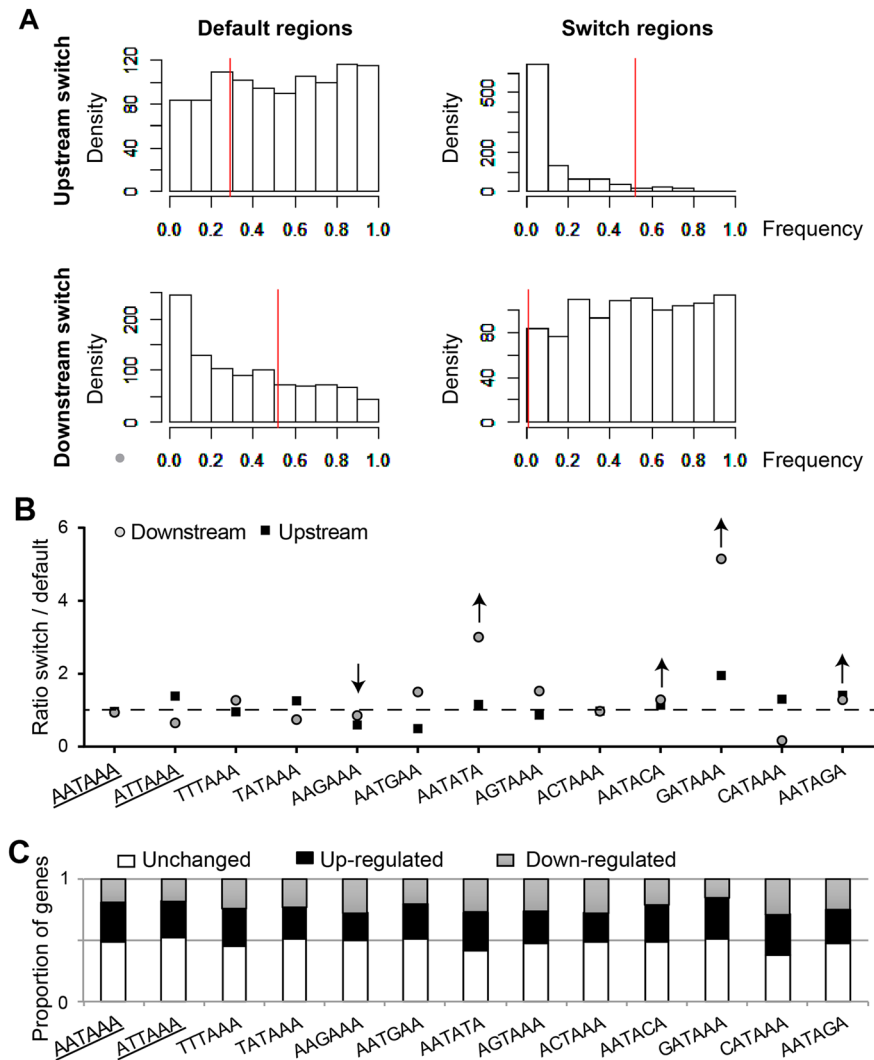 A
Default regions
Switch regions
Upstream switch
Density
120
80
40
0
0.0 0.2 0.4 0.6 0.8 1.0
Density
500
200
0
0.0 0.2 0.4 0.6 0.8 1.0
Frequency
Downstream switch
Density
200
100
0
0.0 0.2 0.4 0.6 0.8 1.0
Density
80
40
0
0.0 0.2 0.4 0.6 0.8 1.0
Frequency
B
Downstream Upstream
Ratio switch / default
6
4
2
0
AATAAA
ATTAAA
TTTAAA
TATAAA
AAGAAA
AATGAA
AATATA
AGTAAA
ACTAAA
AATACA
GATAAA
CATAAA
AATAGA
C
Unchanged Up-regulated Down-regulated
Proportion of genes
1
0
AATAAA
ATTAAA
TTTAAA
TATAAA
AAGAAA
AATGAA
AATATA
AGTAAA
ACTAAA
AATACA
GATAAA
CATAAA
AATAGA